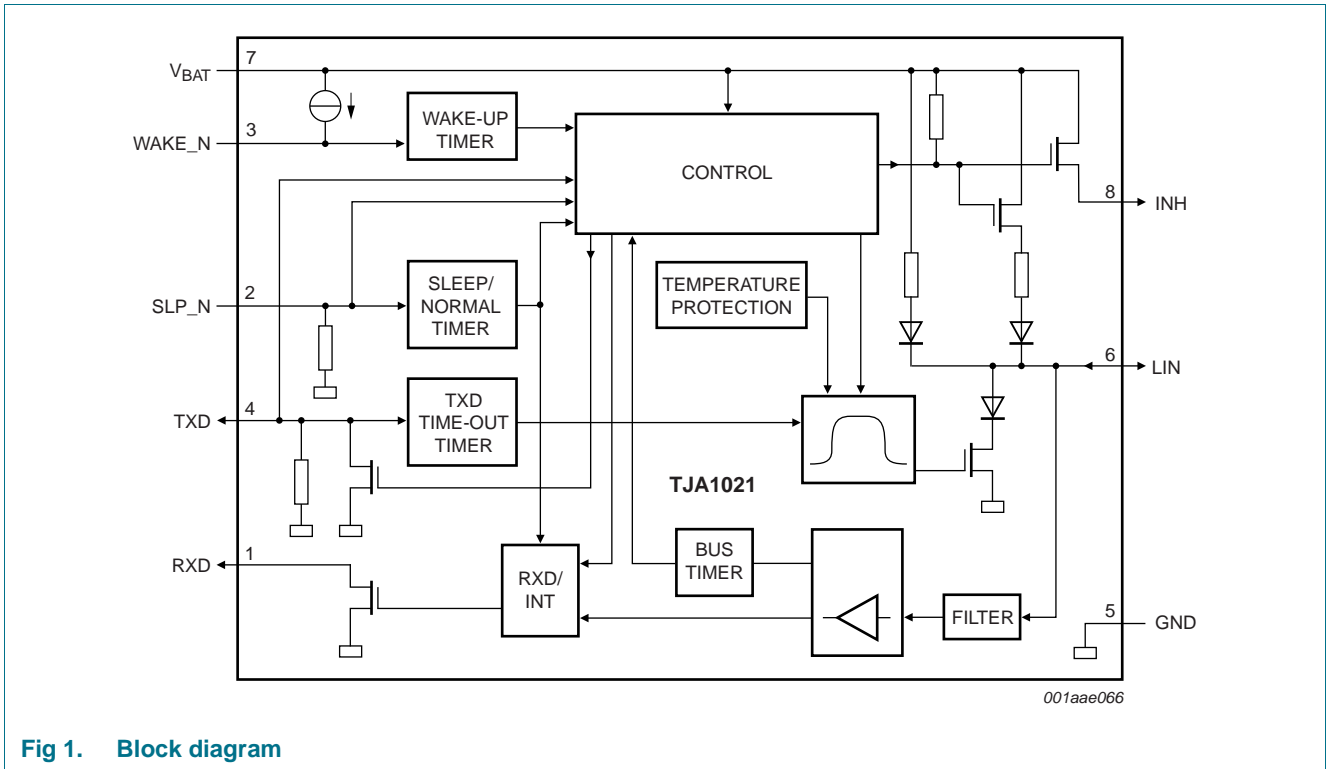 7
VBAT
3
WAKE_N
WAKE-UP
TIMER
CONTROL
8
INH
2
SLP_N
SLEEP/
NORMAL
TIMER
TEMPERATURE
PROTECTION
6
LIN
4
TXD
TXD
TIME-OUT
TIMER
TJA1021
1
RXD
RXD/
INT
BUS
TIMER
FILTER
5
GND
001aae066
Fig 1. Block diagram